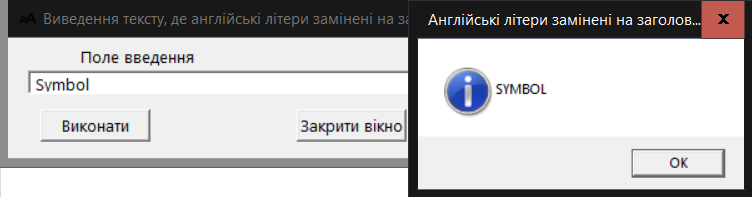 Виведення тексту, де англійські літери замінені на за
Поле введення
Symbol
Виконати
Закрити вікно
Англійські літери замінені на заголов...
x
SYMBOL
OK